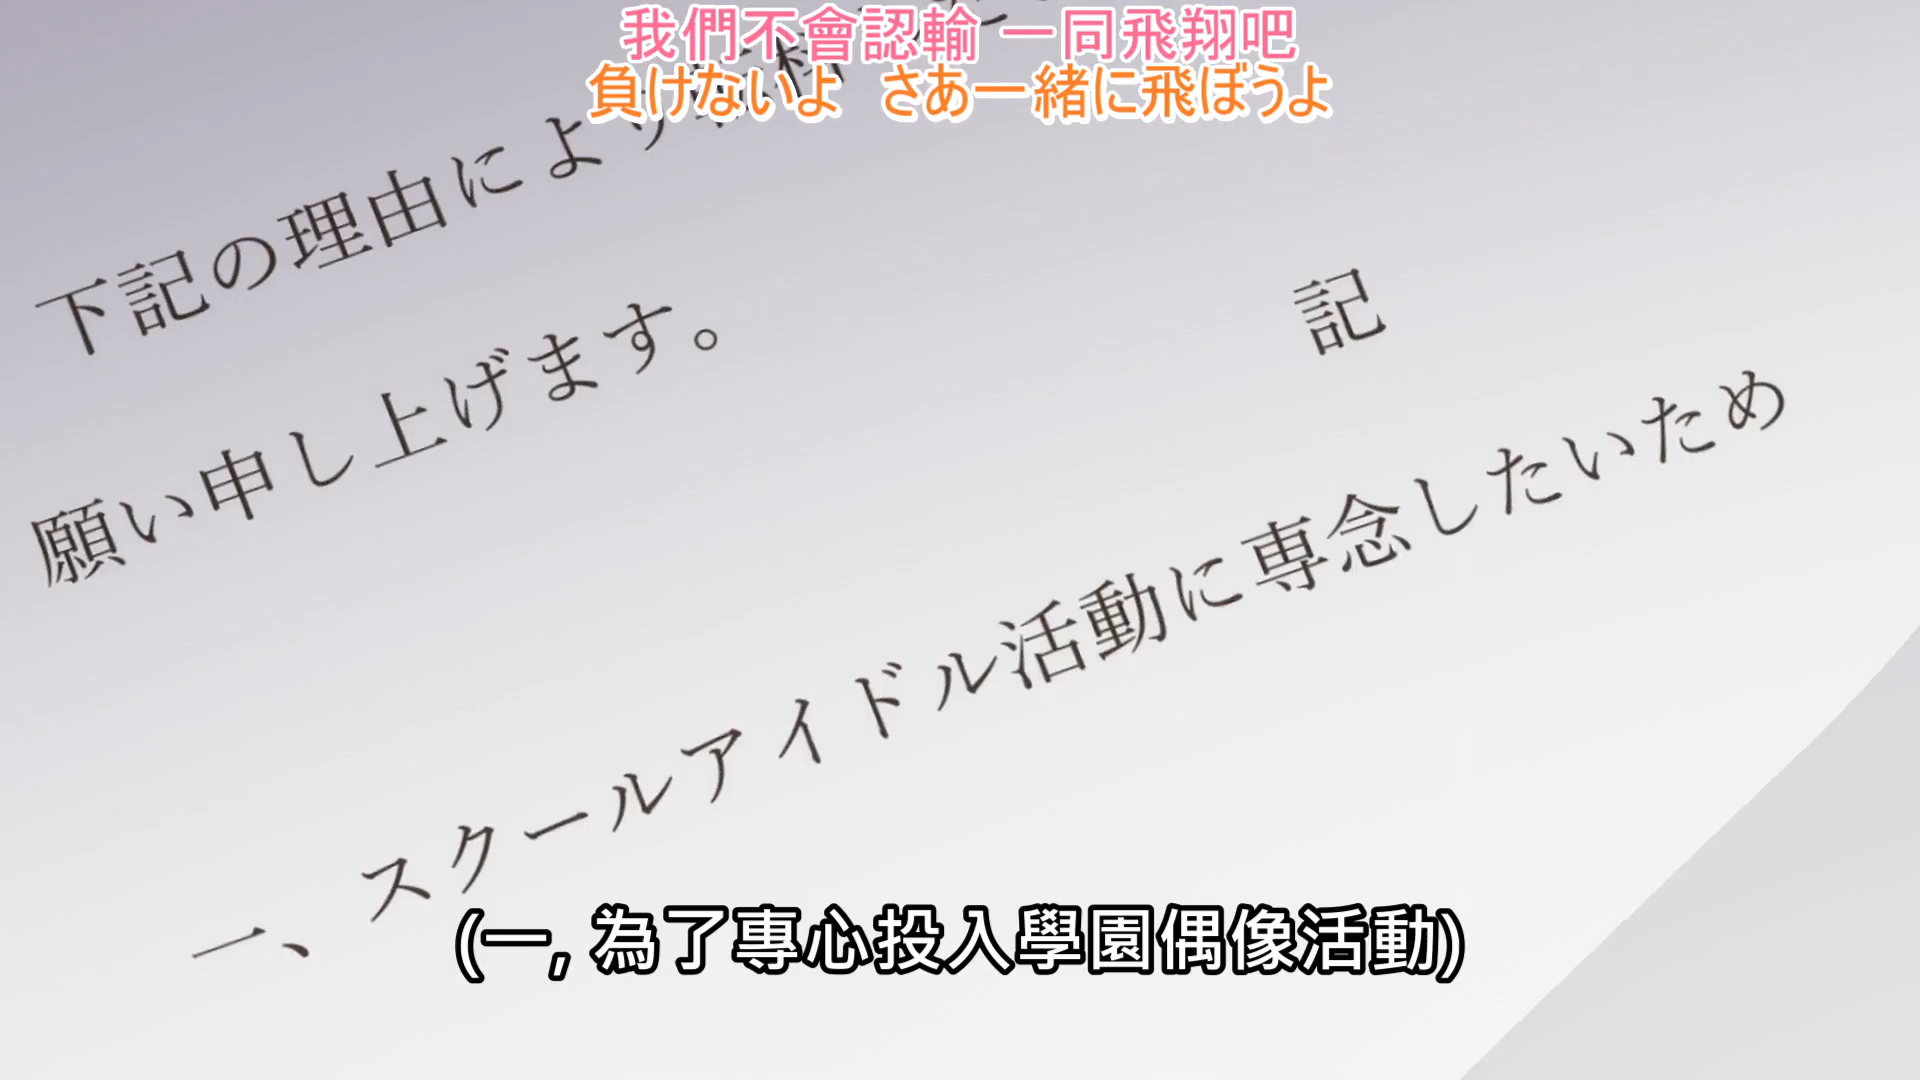 我們不會認輸 一同飛翔吧
負けないよ さあ一緒に飛ぼうよ
下記の理由により
願い申し上げます。
記
一、スクールアイドル活動に専念したいため
(一, 為了專心投入學園偶像活動)